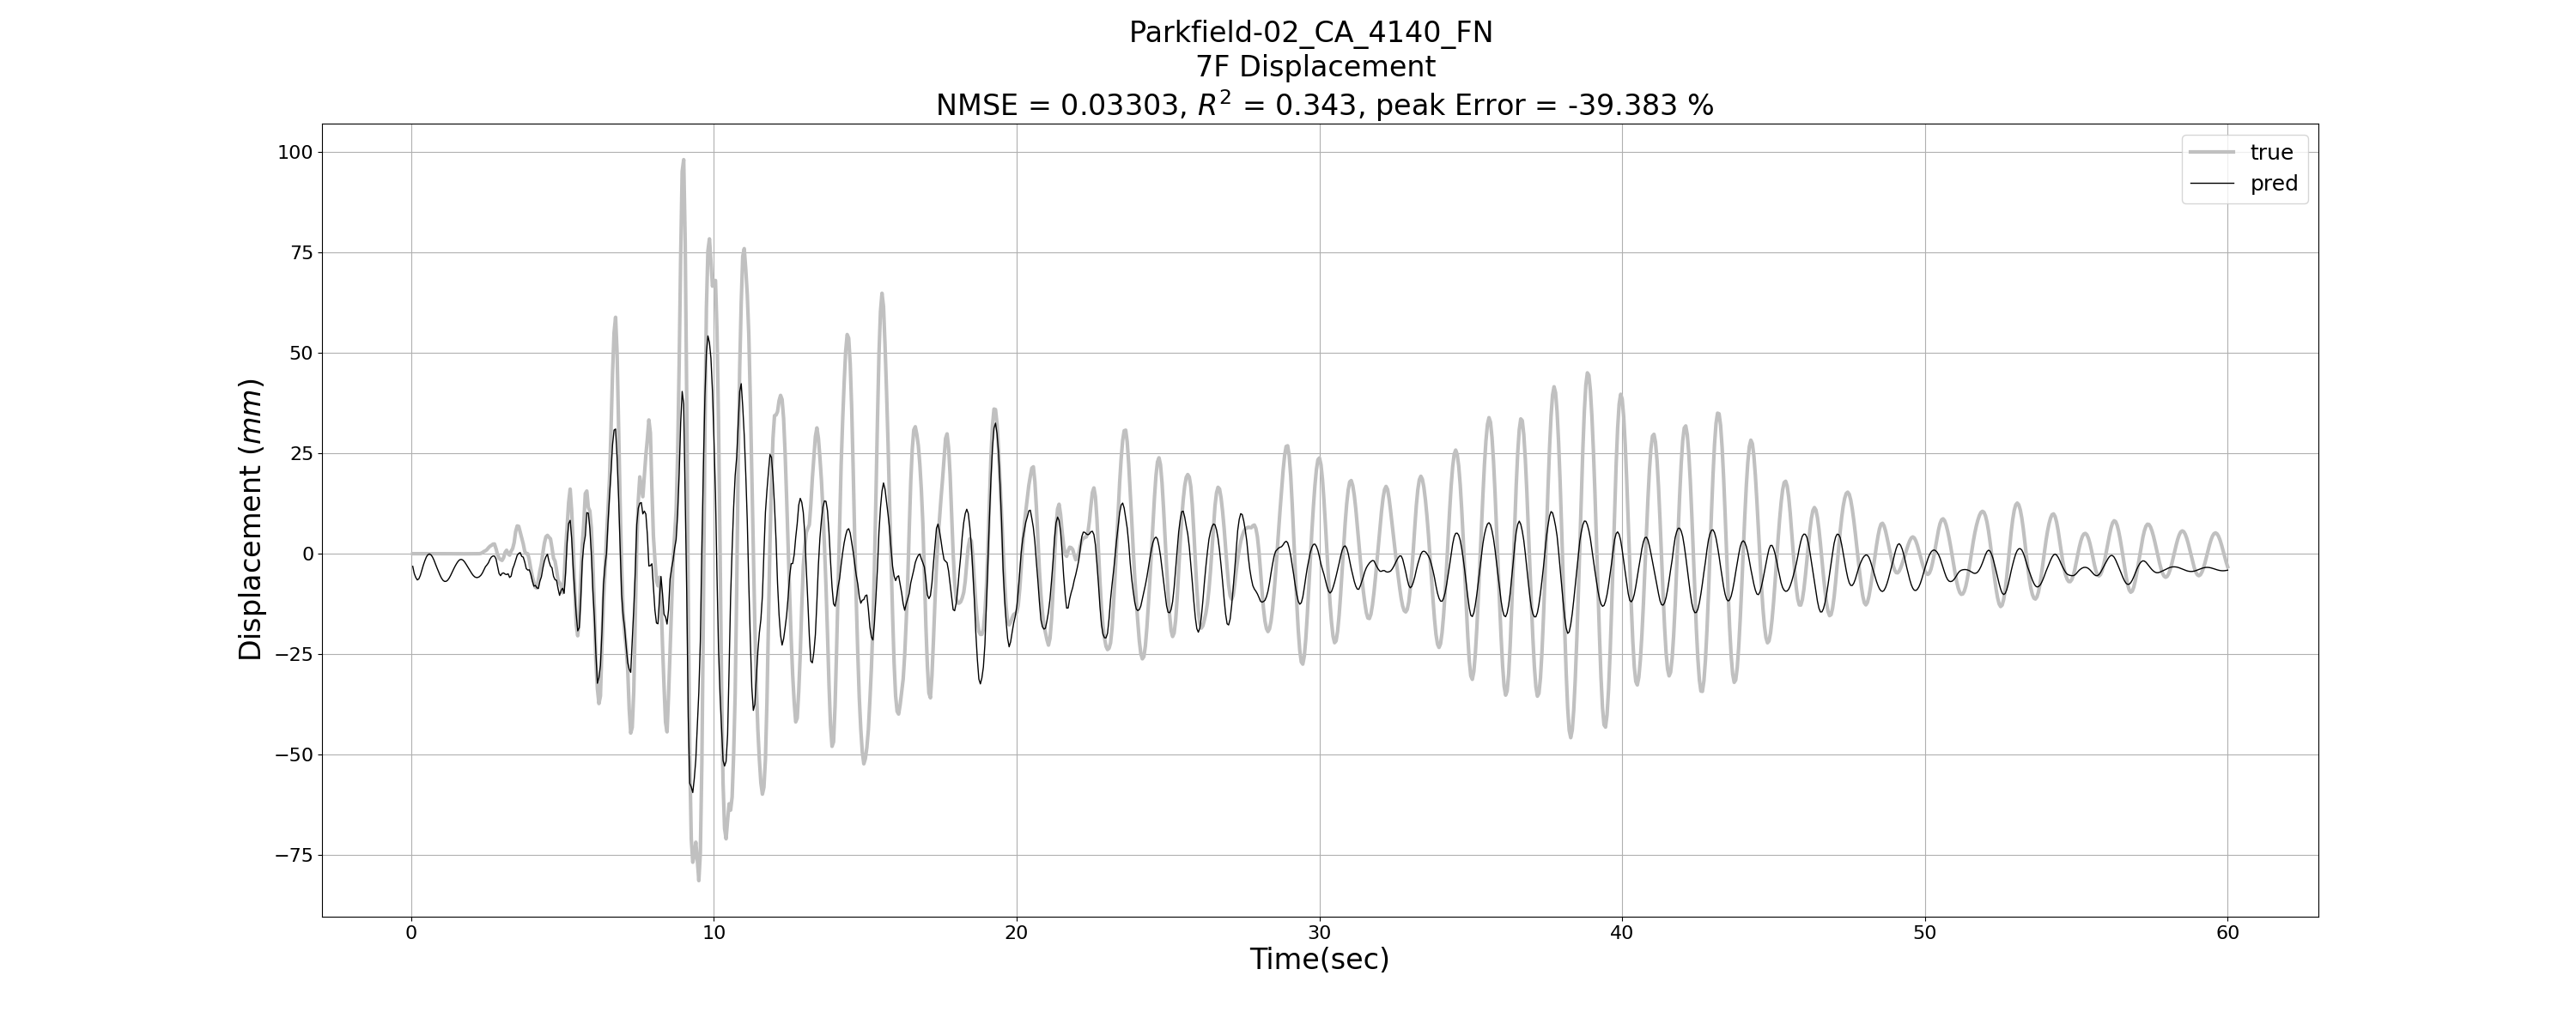 Parkfield-02_CA_4140_FN
7F Displacement
NMSE = 0.03303, R² = 0.343, peak Error = -39.383 %
true
pred
100
75
50
25
0
−25
−50
−75
Displacement (mm)
0 10 20 30 40 50 60
Time(sec)